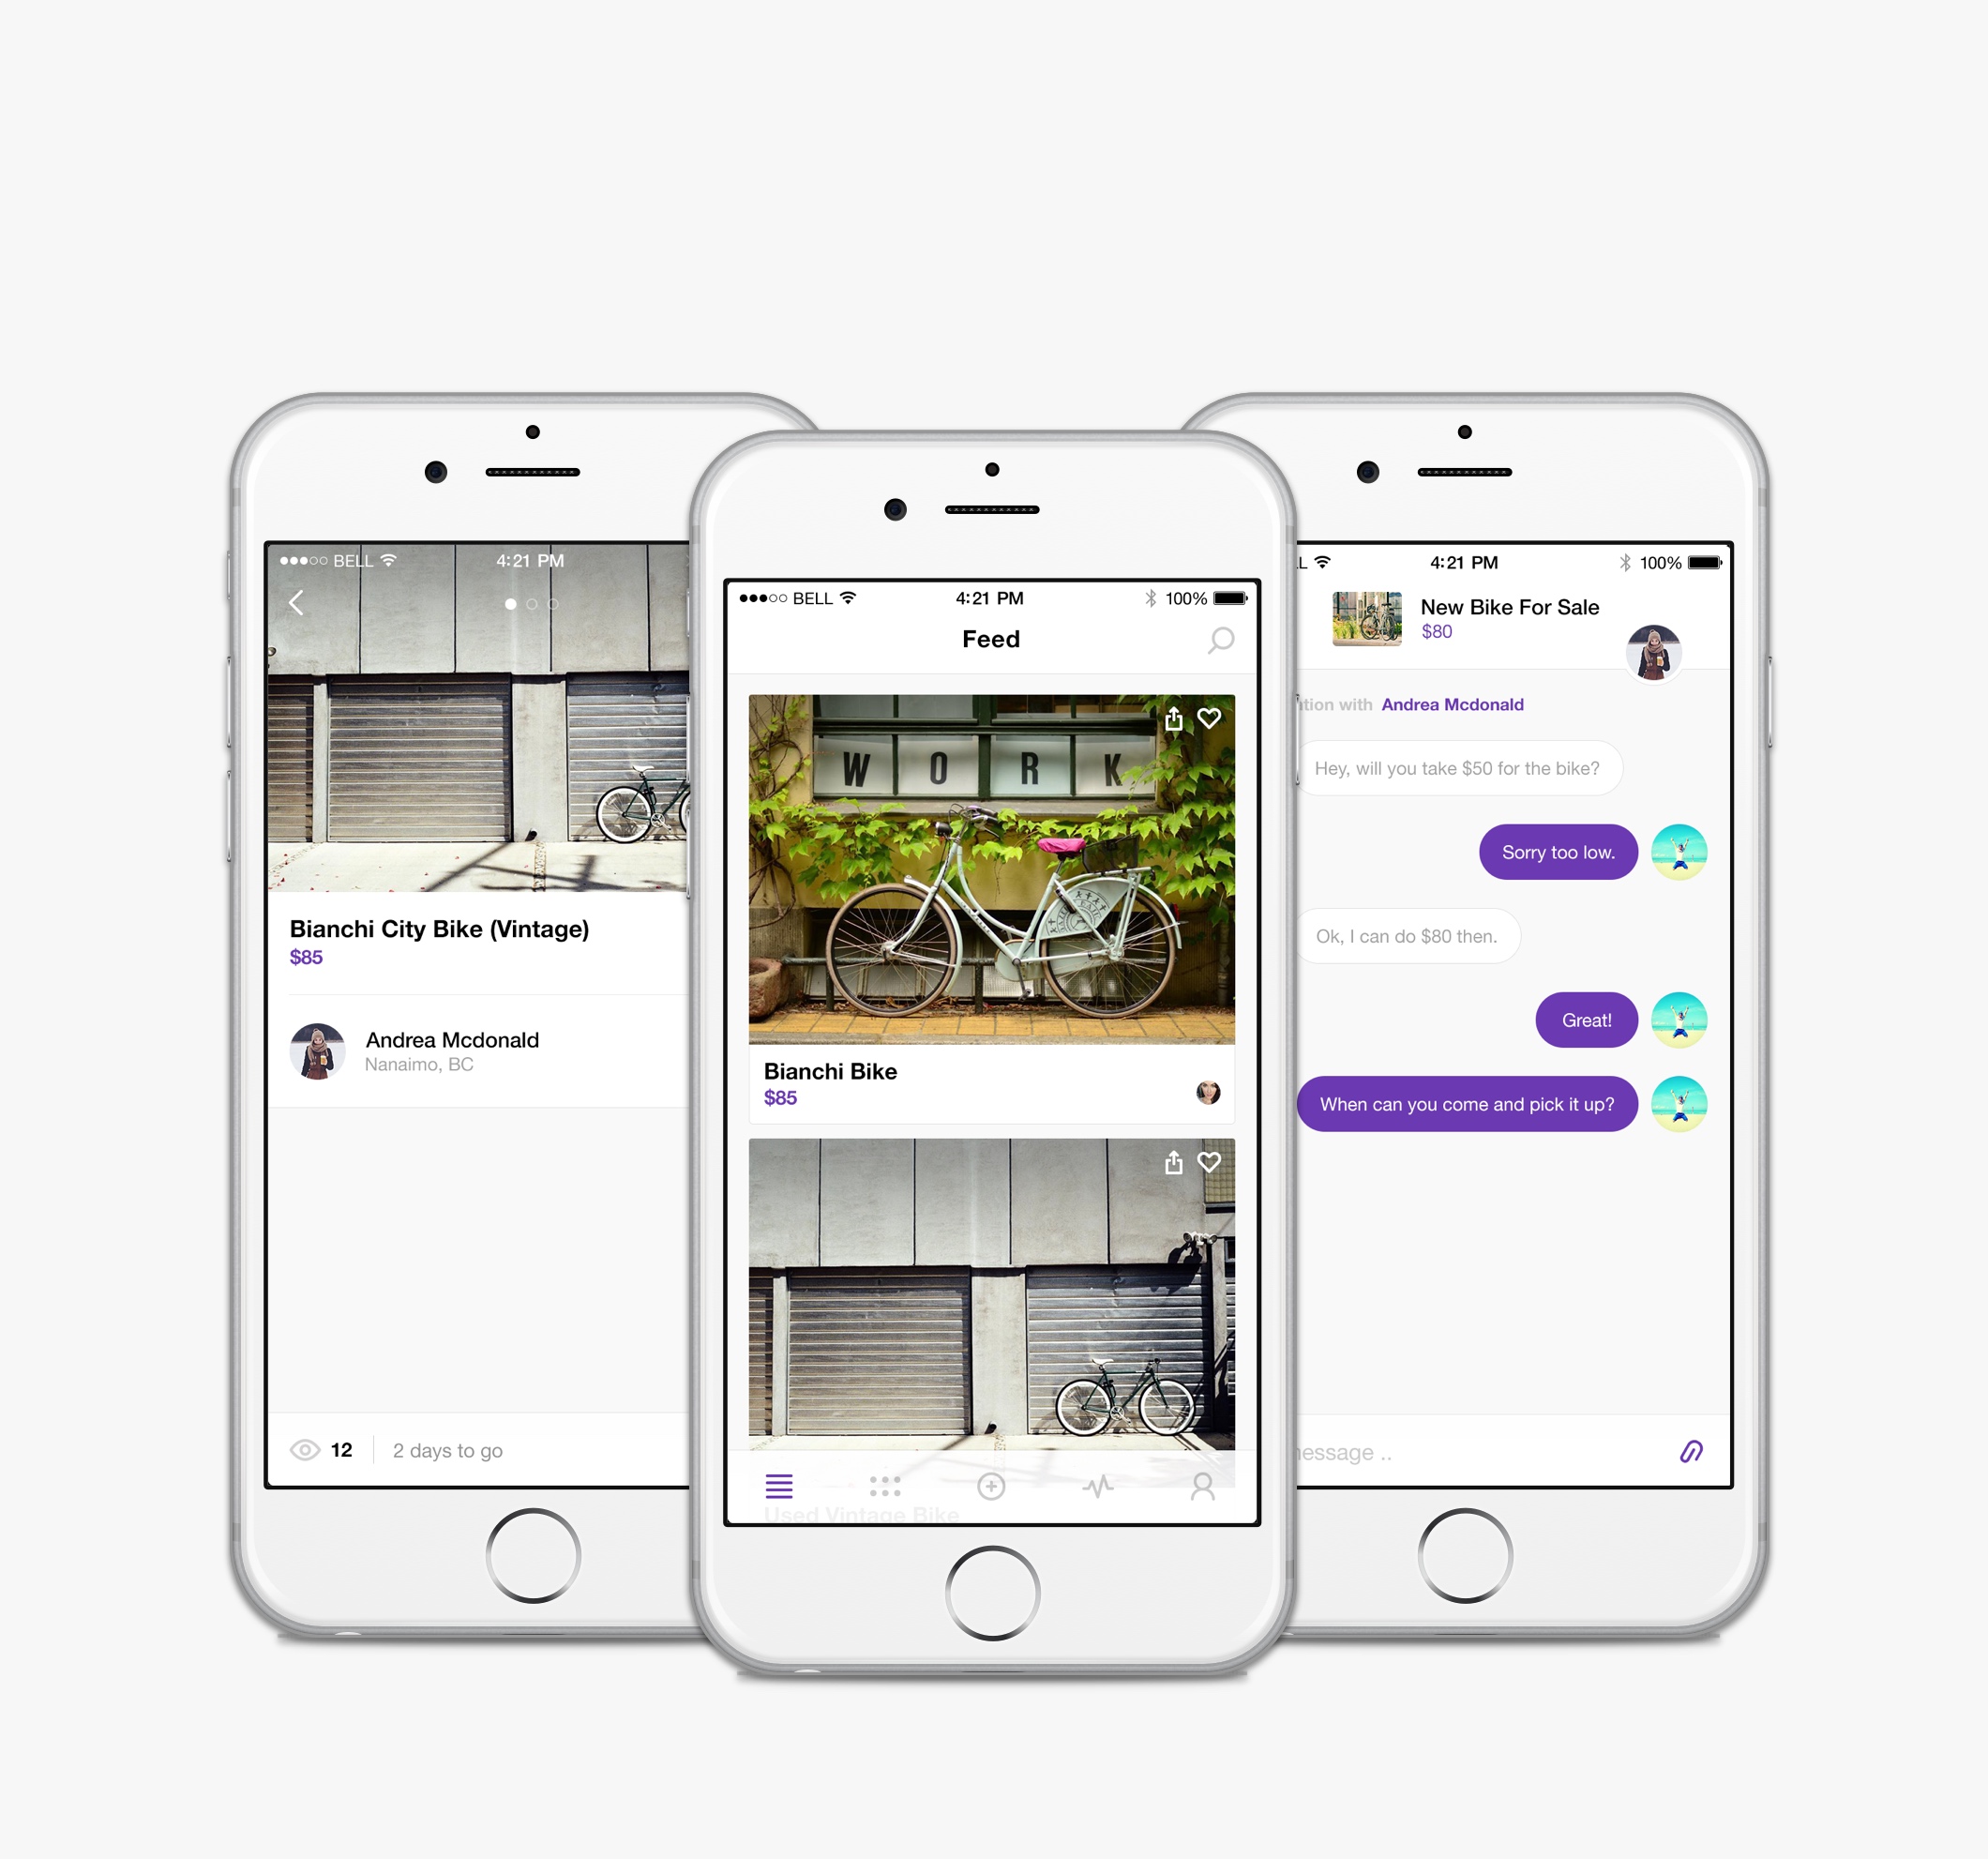 BELL 4:21 PM
Bianchi City Bike (Vintage)
$85
Andrea Mcdonald
Nanaimo, BC
12 2 days to go
BELL 4:21 PM 100%
Feed
WORK
Bianchi Bike
$85
Used Vintage Bike
4:21 PM 100%
New Bike For Sale
$80
with Andrea Mcdonald
Hey, will you take $50 for the bike?
Sorry too low.
Ok, I can do $80 then.
Great!
When can you come and pick it up?